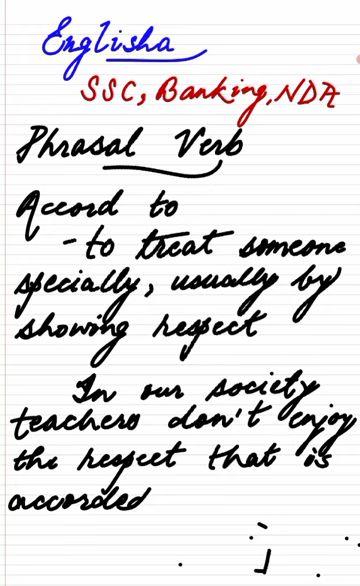 Englisha
SSC, Banking, NDA
Phrasal Verb
Accord to
- to treat someone
specially, usually by
showing respect
In our society
teachers don't enjoy
the respect that is
accorded